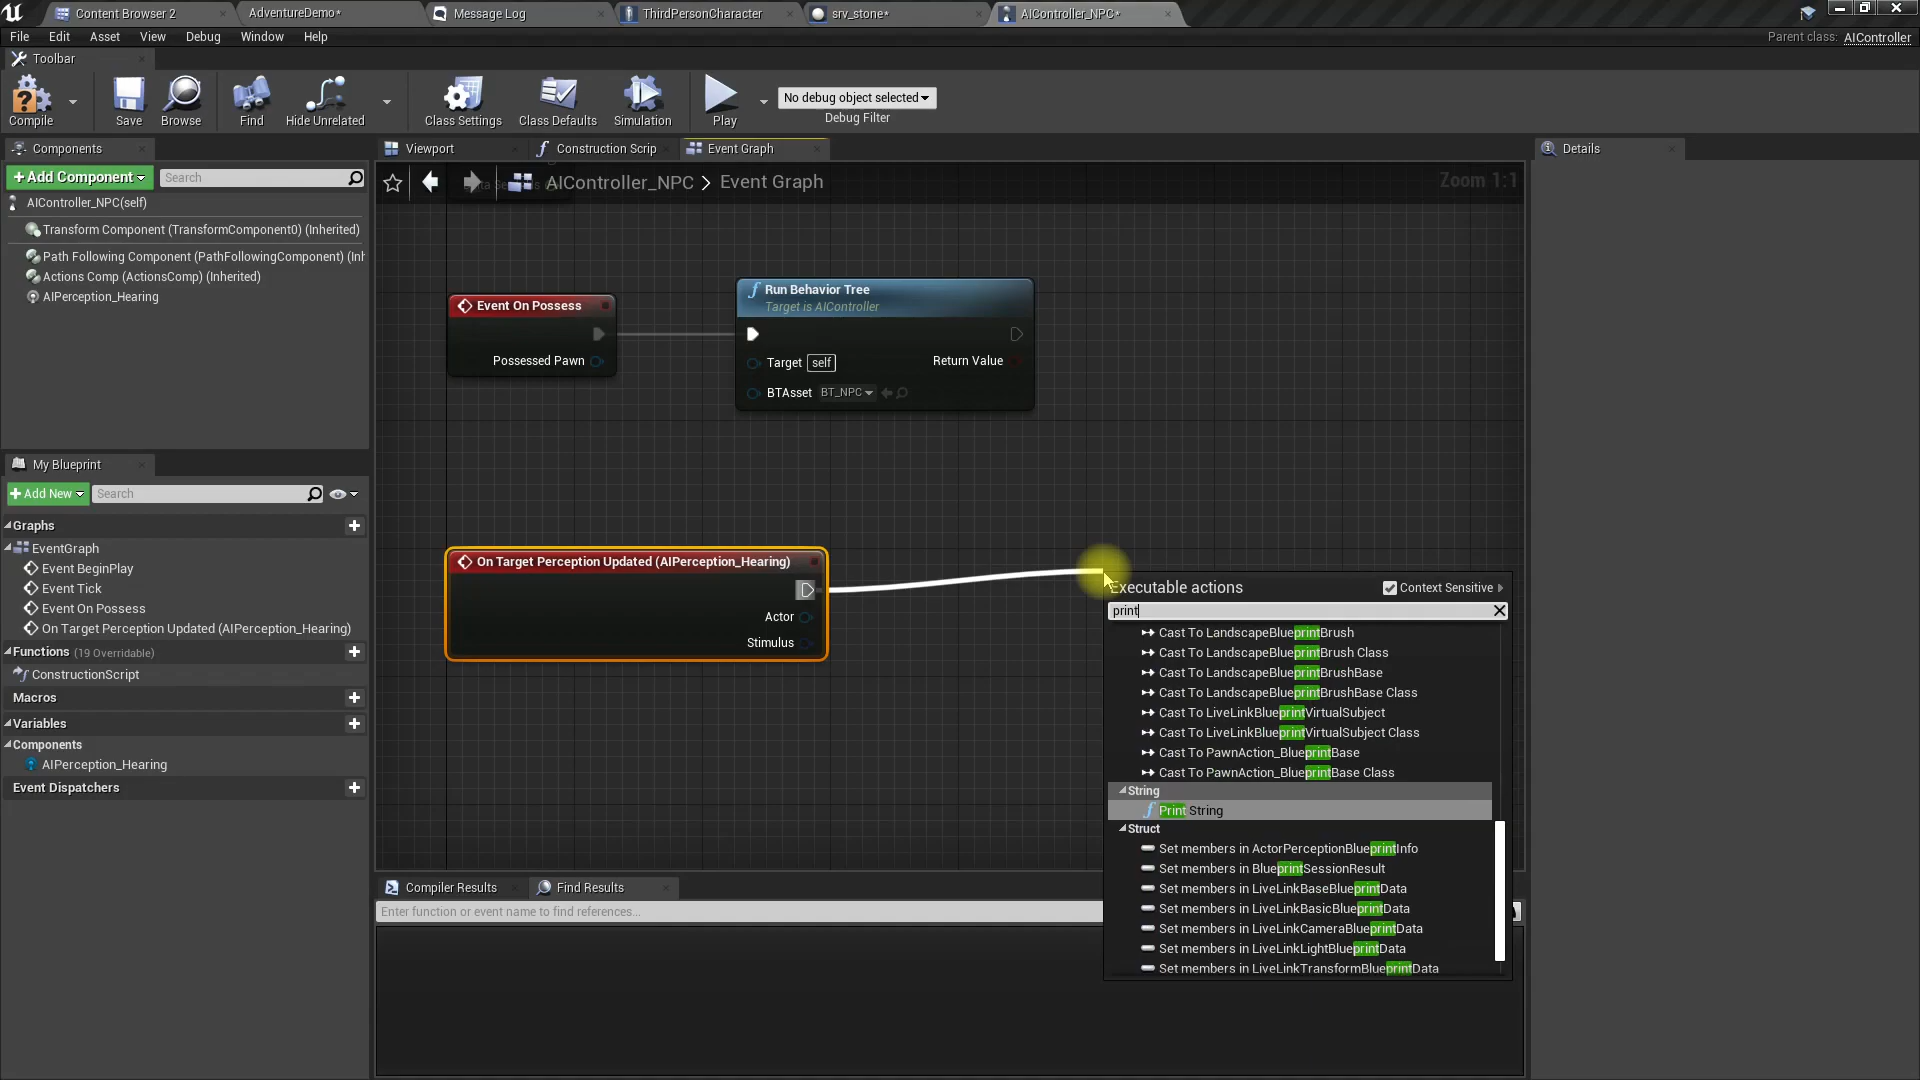 Content Browser 2
AdventureDemo*
Message Log
ThirdPersonCharacter
srv_stone*
AIController_NPC*
File Edit Asset View Debug Window Help
Parent class: AIController
Toolbar
Compile
Save
Browse
Find
Hide Unrelated
Class Settings
Class Defaults
Simulation
Play
No debug object selected
Debug Filter
Components
+Add Component
Search
AIController_NPC(self)
Transform Component (TransformComponent0) (Inherited)
Path Following Component (PathFollowingComponent) (Inh
Actions Comp (ActionsComp) (Inherited)
AIPerception_Hearing
My Blueprint
+Add New
Search
Graphs
EventGraph
Event BeginPlay
Event Tick
Event On Possess
On Target Perception Updated (AIPerception_Hearing)
Functions (19 Overridable)
ConstructionScript
Macros
Variables
Components
AIPerception_Hearing
Event Dispatchers
Viewport
Construction Scrip
Event Graph
AIController_NPC > Event Graph
Zoom 1:1
Event On Possess
Possessed Pawn
Run Behavior Tree
Target is AIController
Target self
Return Value
BTAsset BT_NPC
On Target Perception Updated (AIPerception_Hearing)
Actor
Stimulus
Executable actions
Context Sensitive
print
Cast To LandscapeBlueprintBrush
Cast To LandscapeBlueprintBrush Class
Cast To LandscapeBlueprintBrushBase
Cast To LandscapeBlueprintBrushBase Class
Cast To LiveLinkBlueprintVirtualSubject
Cast To LiveLinkBlueprintVirtualSubject Class
Cast To PawnAction_BlueprintBase
Cast To PawnAction_BlueprintBase Class
String
Print String
Struct
Set members in ActorPerceptionBlueprintInfo
Set members in BlueprintSessionResult
Set members in LiveLinkBaseBlueprintData
Set members in LiveLinkBasicBlueprintData
Set members in LiveLinkCameraBlueprintData
Set members in LiveLinkLightBlueprintData
Set members in LiveLinkTransformBlueprintData
Compiler Results
Find Results
Enter function or event name to find references...
Details